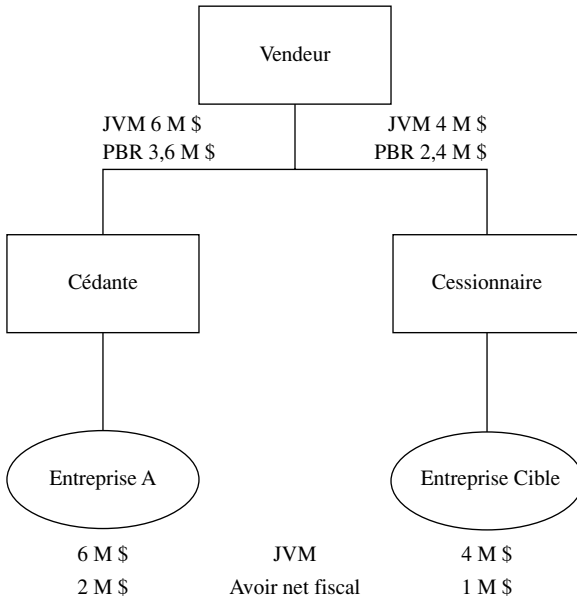 Vendeur
JVM 6 M $
PBR 3,6 M $
JVM 4 M $
PBR 2,4 M $
Cédante
Cessionnaire
Entreprise A
Entreprise Cible
6 M $ JVM 4 M $
2 M $ Avoir net fiscal 1 M $